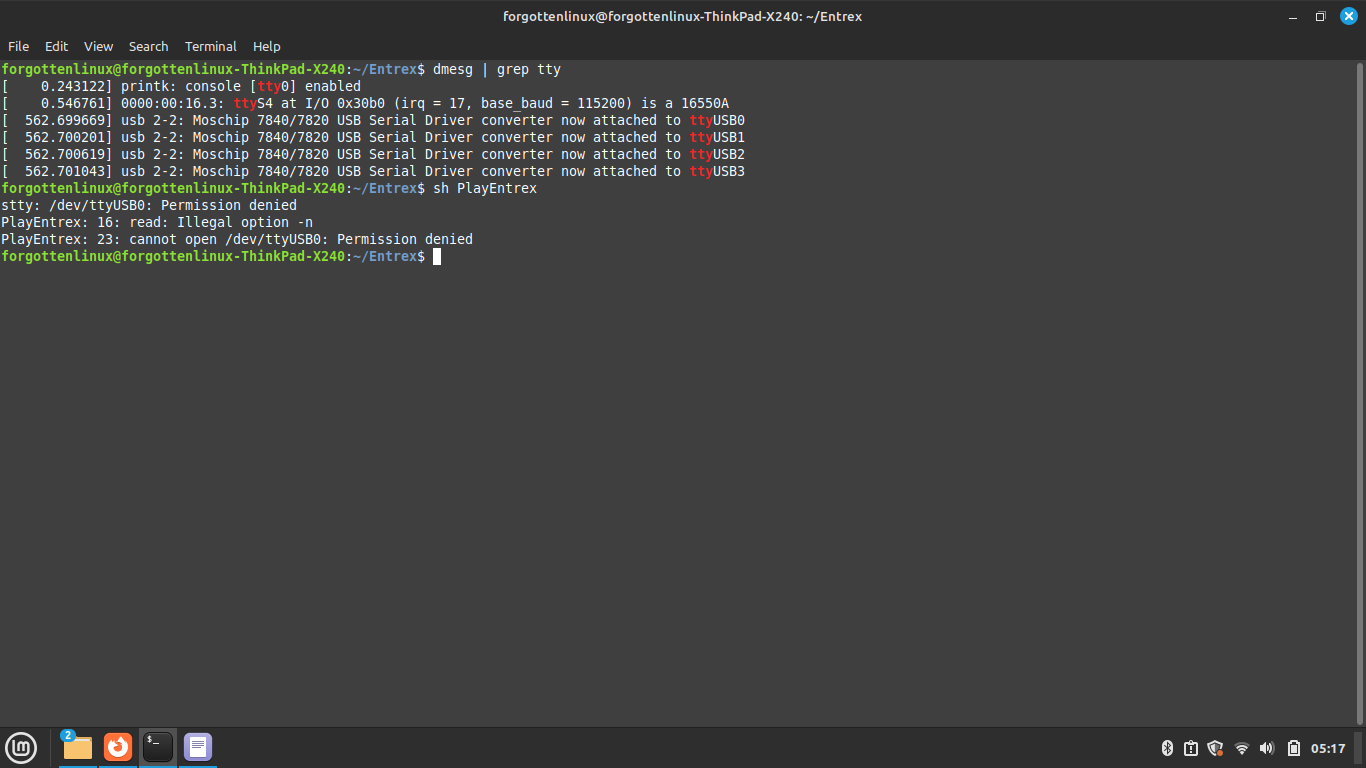 forgottenlinux@forgottenlinux-ThinkPad-X240: ~/Entrex
File Edit View Search Terminal Help
forgottenlinux@forgottenlinux-ThinkPad-X240:~/Entrex$ dmesg | grep tty
[    0.243122] printk: console [tty0] enabled
[    0.546761] 0000:00:16.3: ttyS4 at I/O 0x30b0 (irq = 17, base_baud = 115200) is a 16550A
[  562.699669] usb 2-2: Moschip 7840/7820 USB Serial Driver converter now attached to ttyUSB0
[  562.700201] usb 2-2: Moschip 7840/7820 USB Serial Driver converter now attached to ttyUSB1
[  562.700619] usb 2-2: Moschip 7840/7820 USB Serial Driver converter now attached to ttyUSB2
[  562.701043] usb 2-2: Moschip 7840/7820 USB Serial Driver converter now attached to ttyUSB3
forgottenlinux@forgottenlinux-ThinkPad-X240:~/Entrex$ sh PlayEntrex
stty: /dev/ttyUSB0: Permission denied
PlayEntrex: 16: read: Illegal option -n
PlayEntrex: 23: cannot open /dev/ttyUSB0: Permission denied
forgottenlinux@forgottenlinux-ThinkPad-X240:~/Entrex$
2
$_
05:17